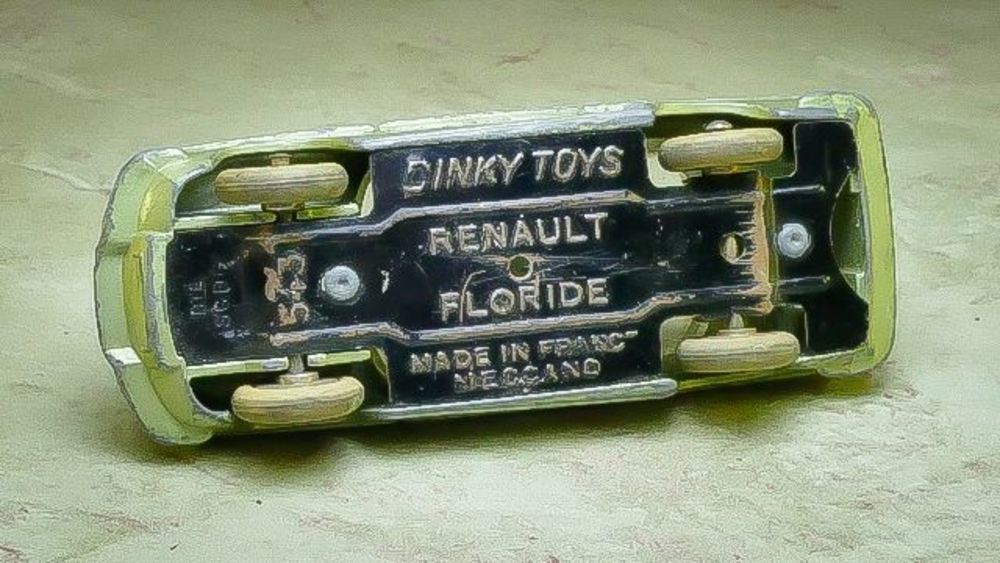 DINKY TOYS
RENAULT
FLORIDE
MADE IN FRANCE
MECCANO
543